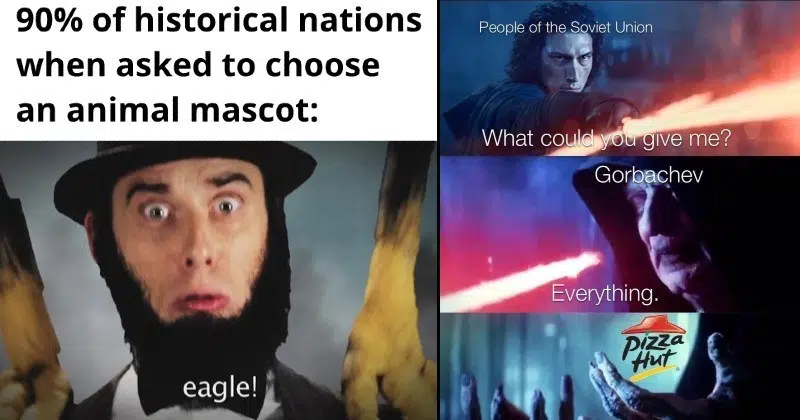 90% of historical nations
when asked to choose
an animal mascot:
eagle!
People of the Soviet Union
What could you give me?
Gorbachev
Everything.
Pizza
Hut